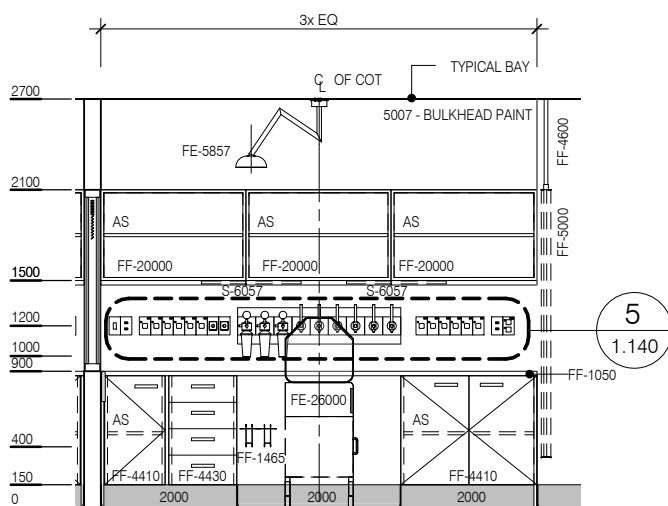 3x EQ
TYPICAL BAY
CL OF COT
2700
5007 - BULKHEAD PAINT
FE-5857
FF-4600
2100
AS AS AS
FF-5000
FF-20000 FF-20000 FF-20000
1500
S-6057 S-6057
1200
5
1.140
1000
900
FF-1050
FE-26000
AS AS
400
FF-1465
FF-4410 FF-4430 FF-4410
150
0
2000 2000 2000